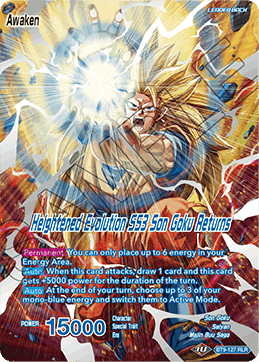 Awaken
LEADER BACK
Heightened Evolution SS3 Son Goku Returns
Permanent You can only place up to 6 energy in your
Energy Area.
Auto When this card attacks, draw 1 card and this card
gets +5000 power for the duration of the turn.
Auto At the end of your turn, choose up to 3 of your
mono-blue energy and switch them to Active Mode.
POWER 15000
Character Son Goku
Special Trait Saiyan
Era Majin Buu Saga
BT9-127 RLR